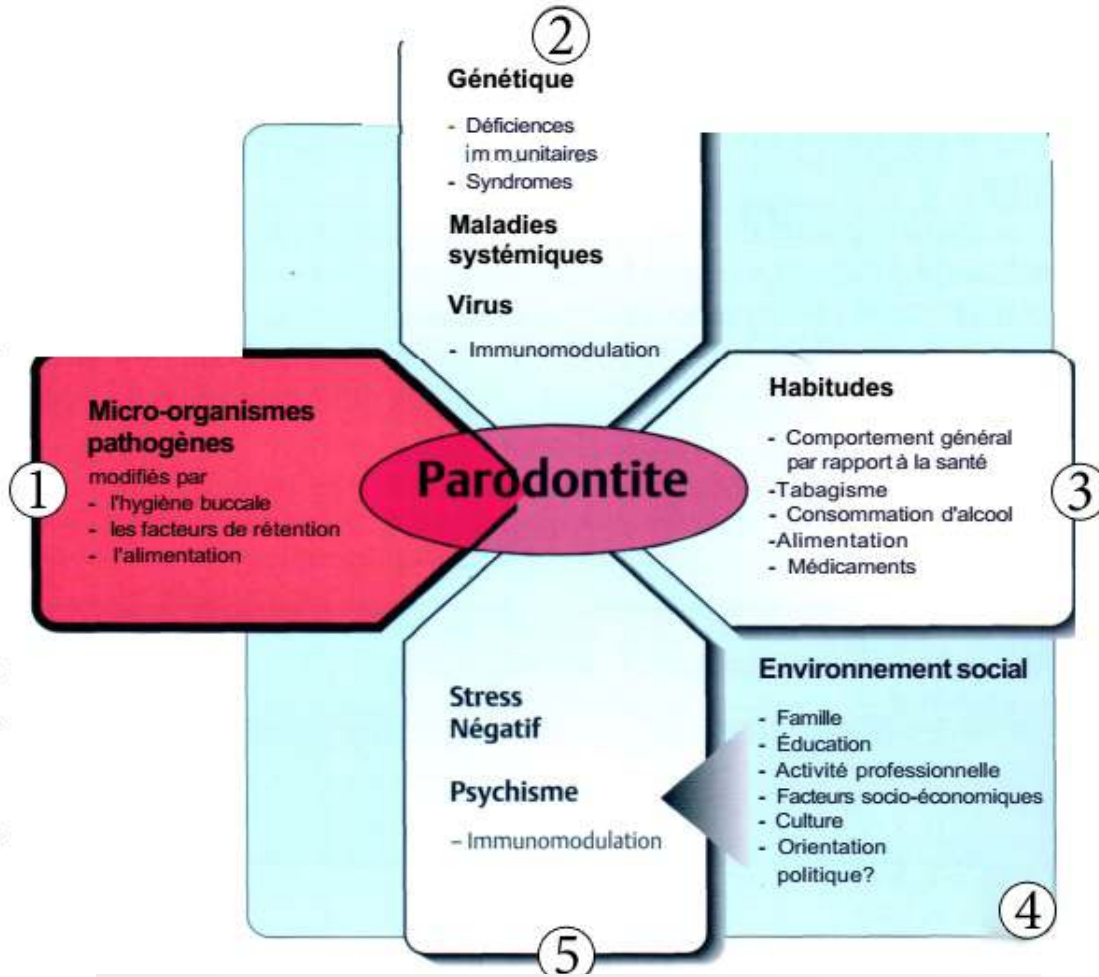 2
Génétique
- Déficiences
immunitaires
- Syndromes
Maladies
systémiques
Virus
- Immunomodulation
1
Micro-organismes
pathogènes
modifiés par
- l'hygiène buccale
- les facteurs de rétention
- l'alimentation
Parodontite
Habitudes
- Comportement général
par rapport à la santé
-Tabagisme
- Consommation d'alcool
-Alimentation
- Médicaments
3
Stress
Négatif
Psychisme
– Immunomodulation
5
Environnement social
- Famille
- Éducation
- Activité professionnelle
- Facteurs socio-économiques
- Culture
- Orientation
politique?
4